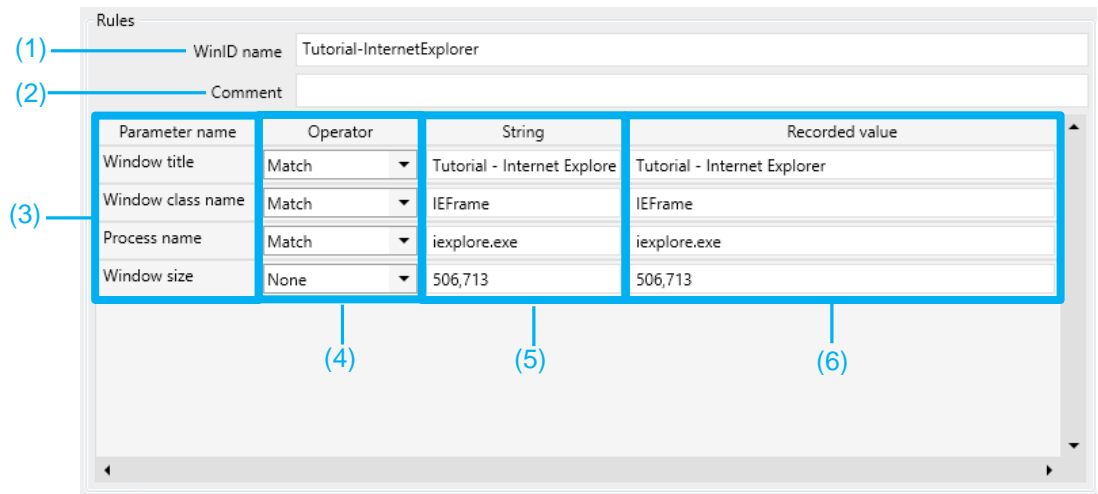 Rules
(1) WinID name Tutorial-InternetExplorer
(2) Comment
Parameter name Operator String Recorded value
Window title Match Tutorial - Internet Explore Tutorial - Internet Explorer
(3) Window class name Match IEFrame IEFrame
Process name Match iexplore.exe iexplore.exe
Window size None 506,713 506,713
(4) (5) (6)